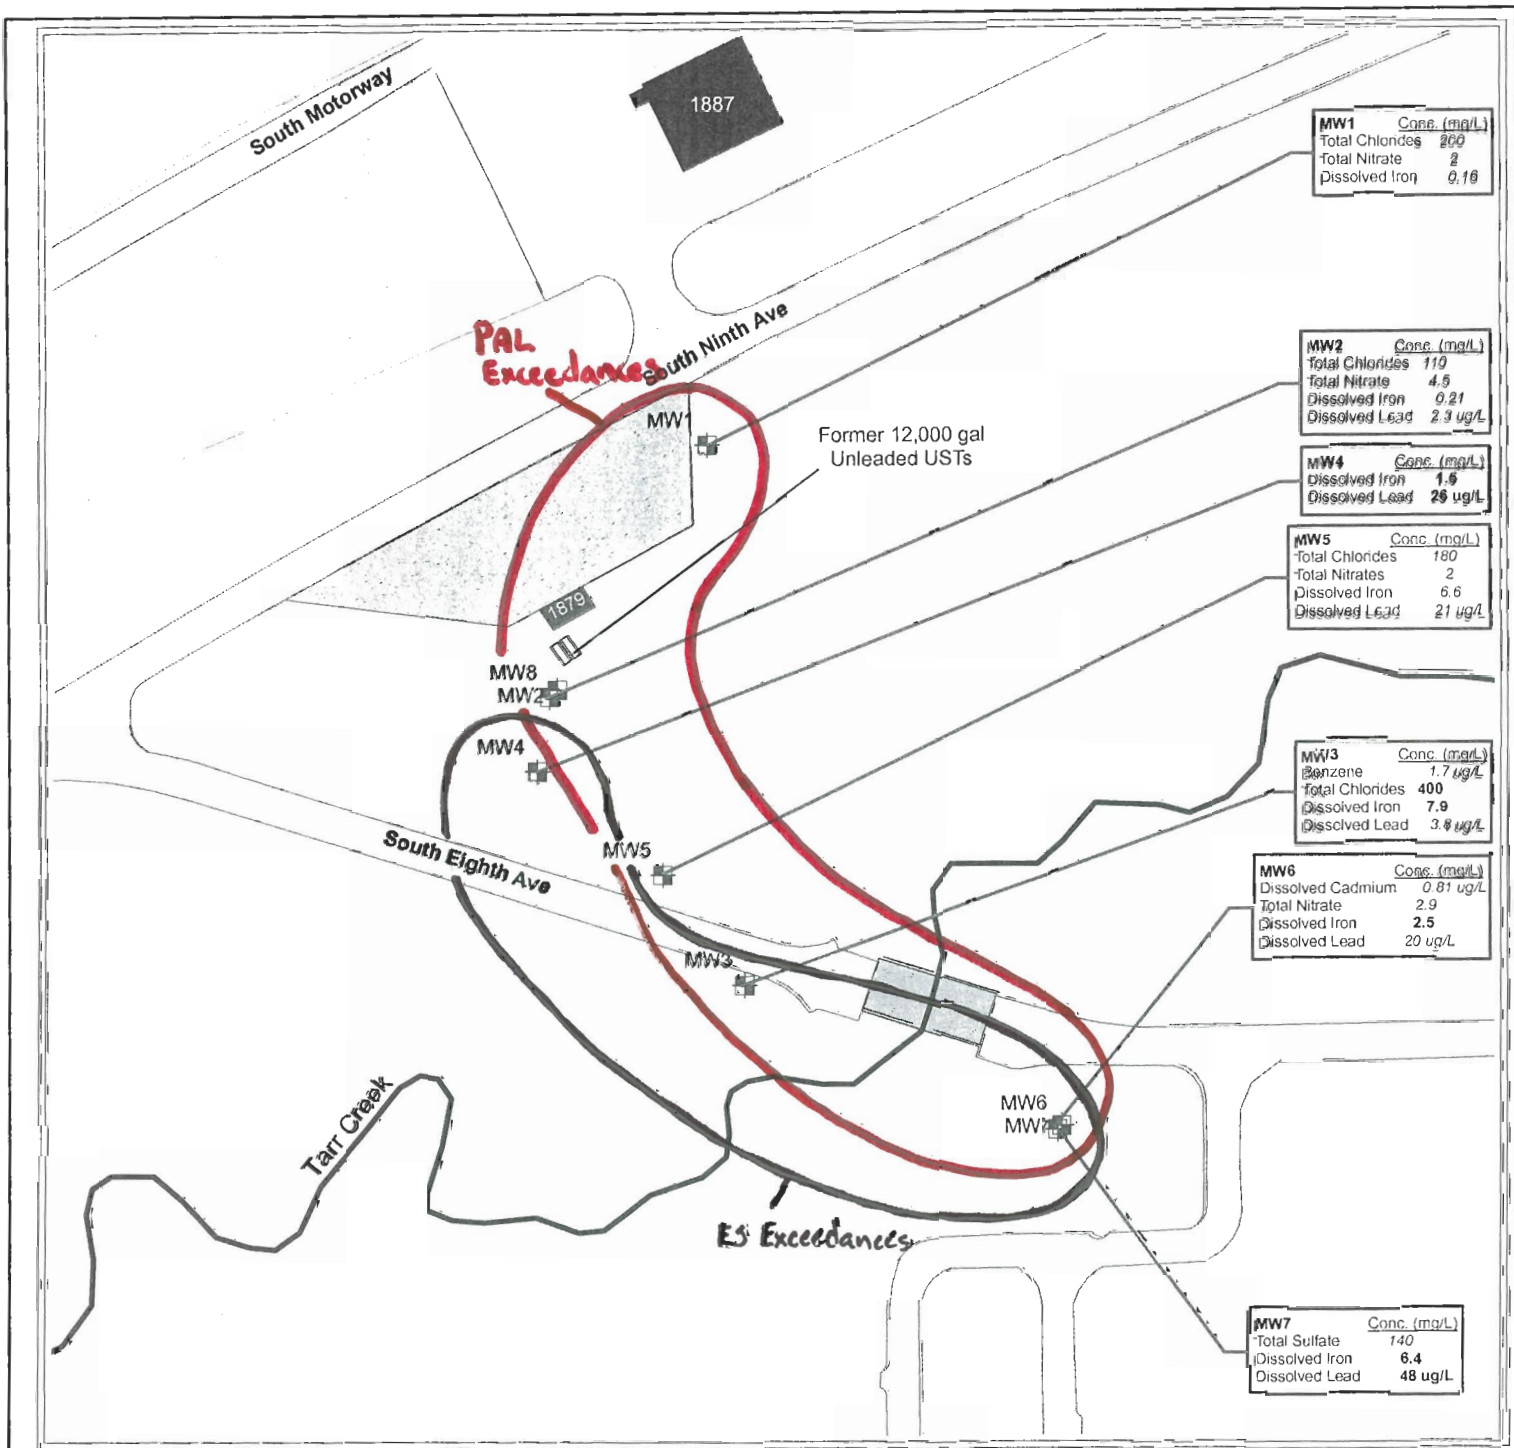 South Motorway
1887
South Ninth Ave
PAL
Exceedances
MW1
Former 12,000 gal
Unleaded USTs
1879
MW8
MW2
MW4
MW5
South Eighth Ave
MW3
MW6
Tarr Creek
ES Exceedances
MW1 Conc. (mg/L)
Total Chlorides 200
Total Nitrate 2
Dissolved Iron 0.16
MW2 Conc. (mg/L)
Total Chlorides 110
Total Nitrate 4.5
Dissolved Iron 0.21
Dissolved Lead 2.3 ug/L
MW4 Conc. (mg/L)
Dissolved Iron
Dissolved Lead 26 ug/L
MW5 Conc. (mg/L)
Total Chlorides 180
Total Nitrates 2
Dissolved Iron 6.6
Dissolved Lead 21 ug/L
MW3 Conc. (mg/L)
Benzene 1.7 ug/L
Total Chlorides 400
Dissolved Iron 7.9
Dissolved Lead 3.8 ug/L
MW6 Conc. (mg/L)
Dissolved Cadmium 0.81 ug/L
Total Nitrate 2.9
Dissolved Iron 2.5
Dissolved Lead 20 ug/L
MW7 Conc. (mg/L)
Total Sulfate 140
Dissolved Iron 6.4
Dissolved Lead 48 ug/L